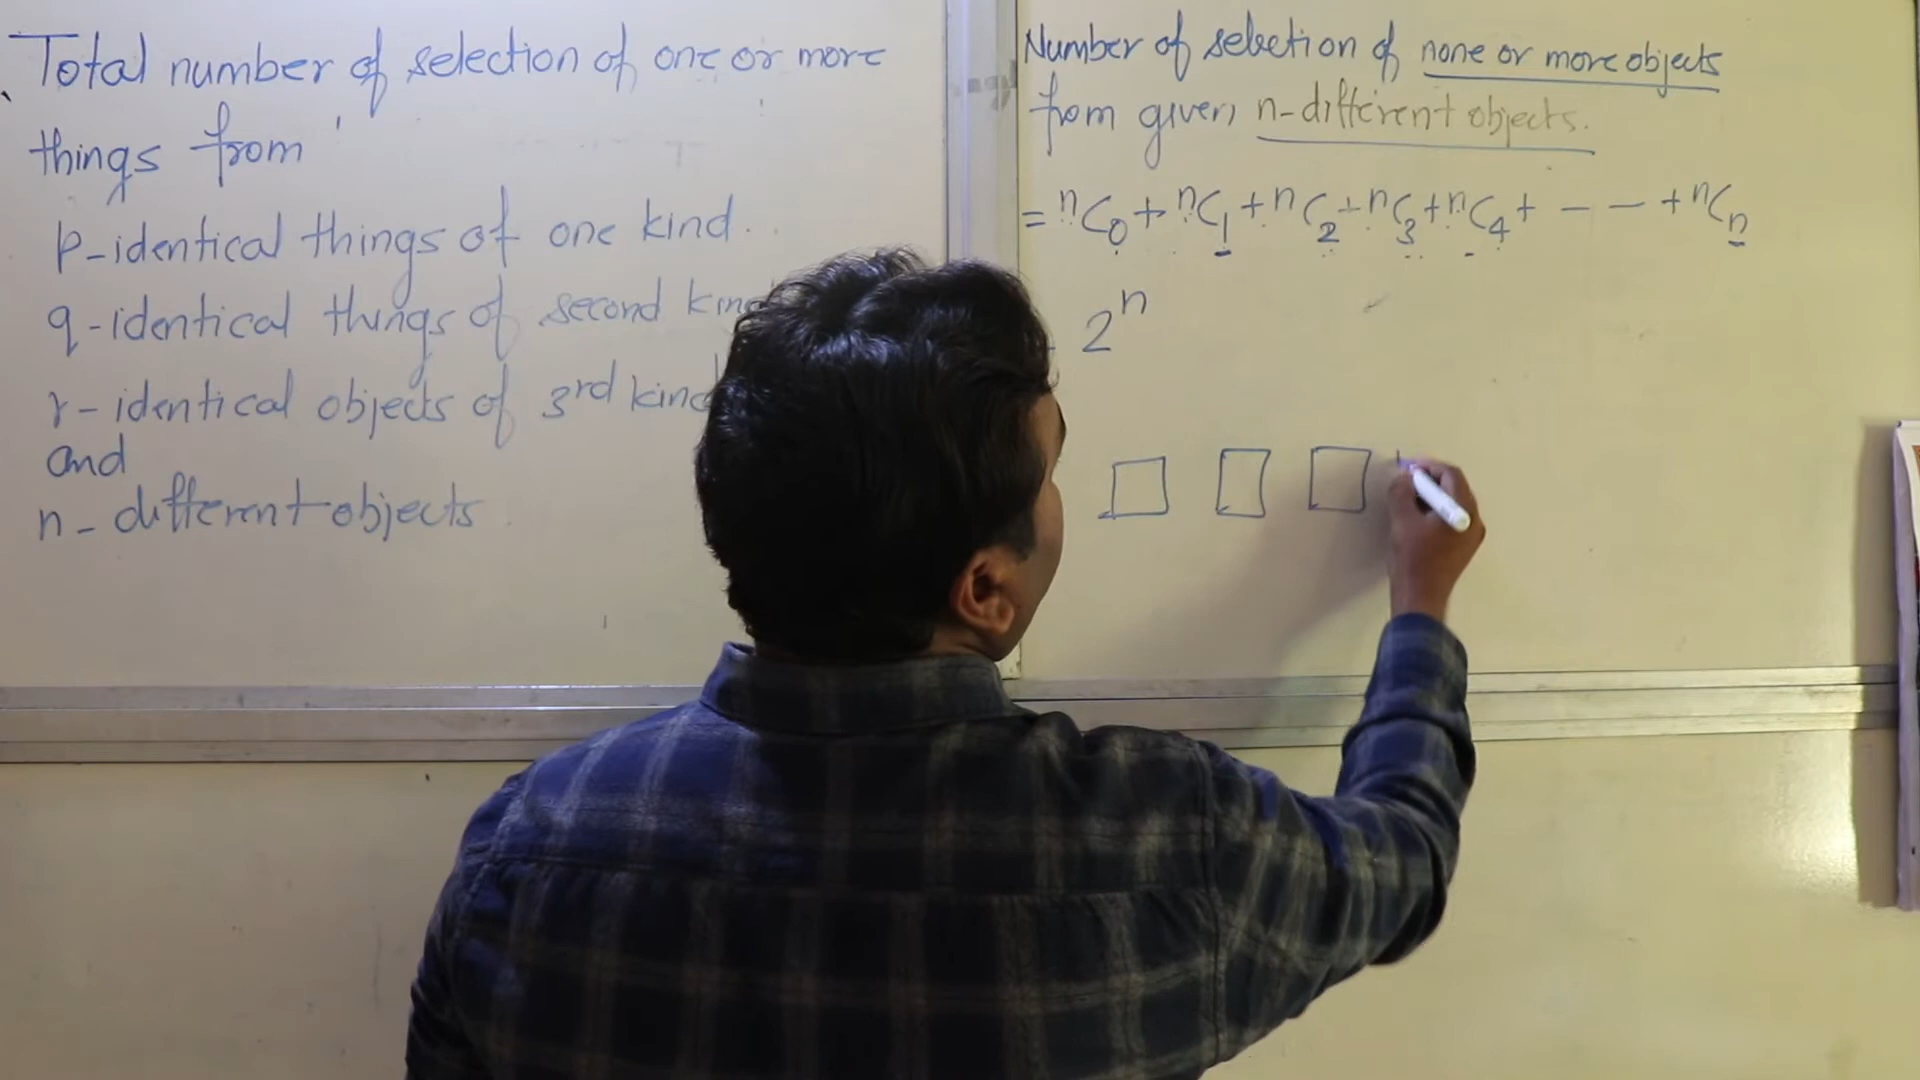 Total number of selection of one or more
things from
p-identical things of one kind.
q-identical things of second
r-identical objects of 3rd kind
and
n-different objects
Number of selection of none or more objects
from given n-different objects.
= ⁿC₀ + ⁿC₁ + ⁿC₂ + ⁿC₃ + ⁿC₄ + - - + ⁿCₙ
2ⁿ